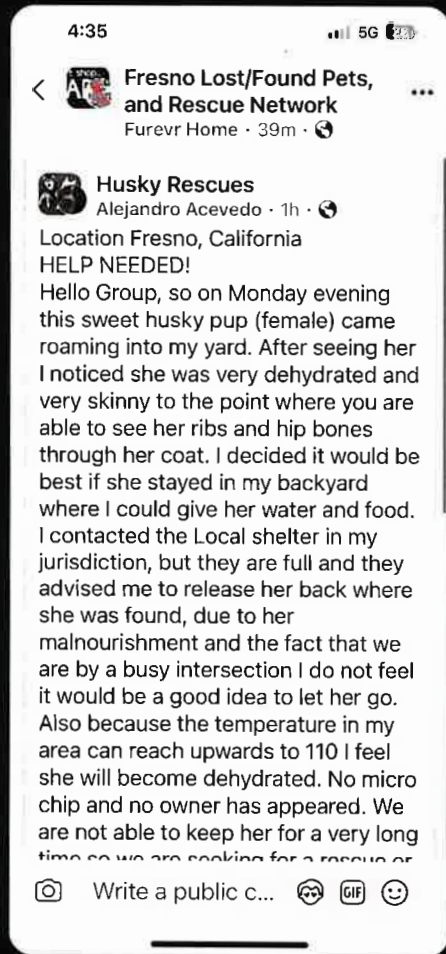 4:35
5G
Fresno Lost/Found Pets,
and Rescue Network
Furevr Home · 39m ·
Husky Rescues
Alejandro Acevedo · 1h ·
Location Fresno, California
HELP NEEDED!
Hello Group, so on Monday evening
this sweet husky pup (female) came
roaming into my yard. After seeing her
I noticed she was very dehydrated and
very skinny to the point where you are
able to see her ribs and hip bones
through her coat. I decided it would be
best if she stayed in my backyard
where I could give her water and food.
I contacted the Local shelter in my
jurisdiction, but they are full and they
advised me to release her back where
she was found, due to her
malnourishment and the fact that we
are by a busy intersection I do not feel
it would be a good idea to let her go.
Also because the temperature in my
area can reach upwards to 110 I feel
she will become dehydrated. No micro
chip and no owner has appeared. We
are not able to keep her for a very long
time so we are seeking for a rescue or
Write a public c...
GIF